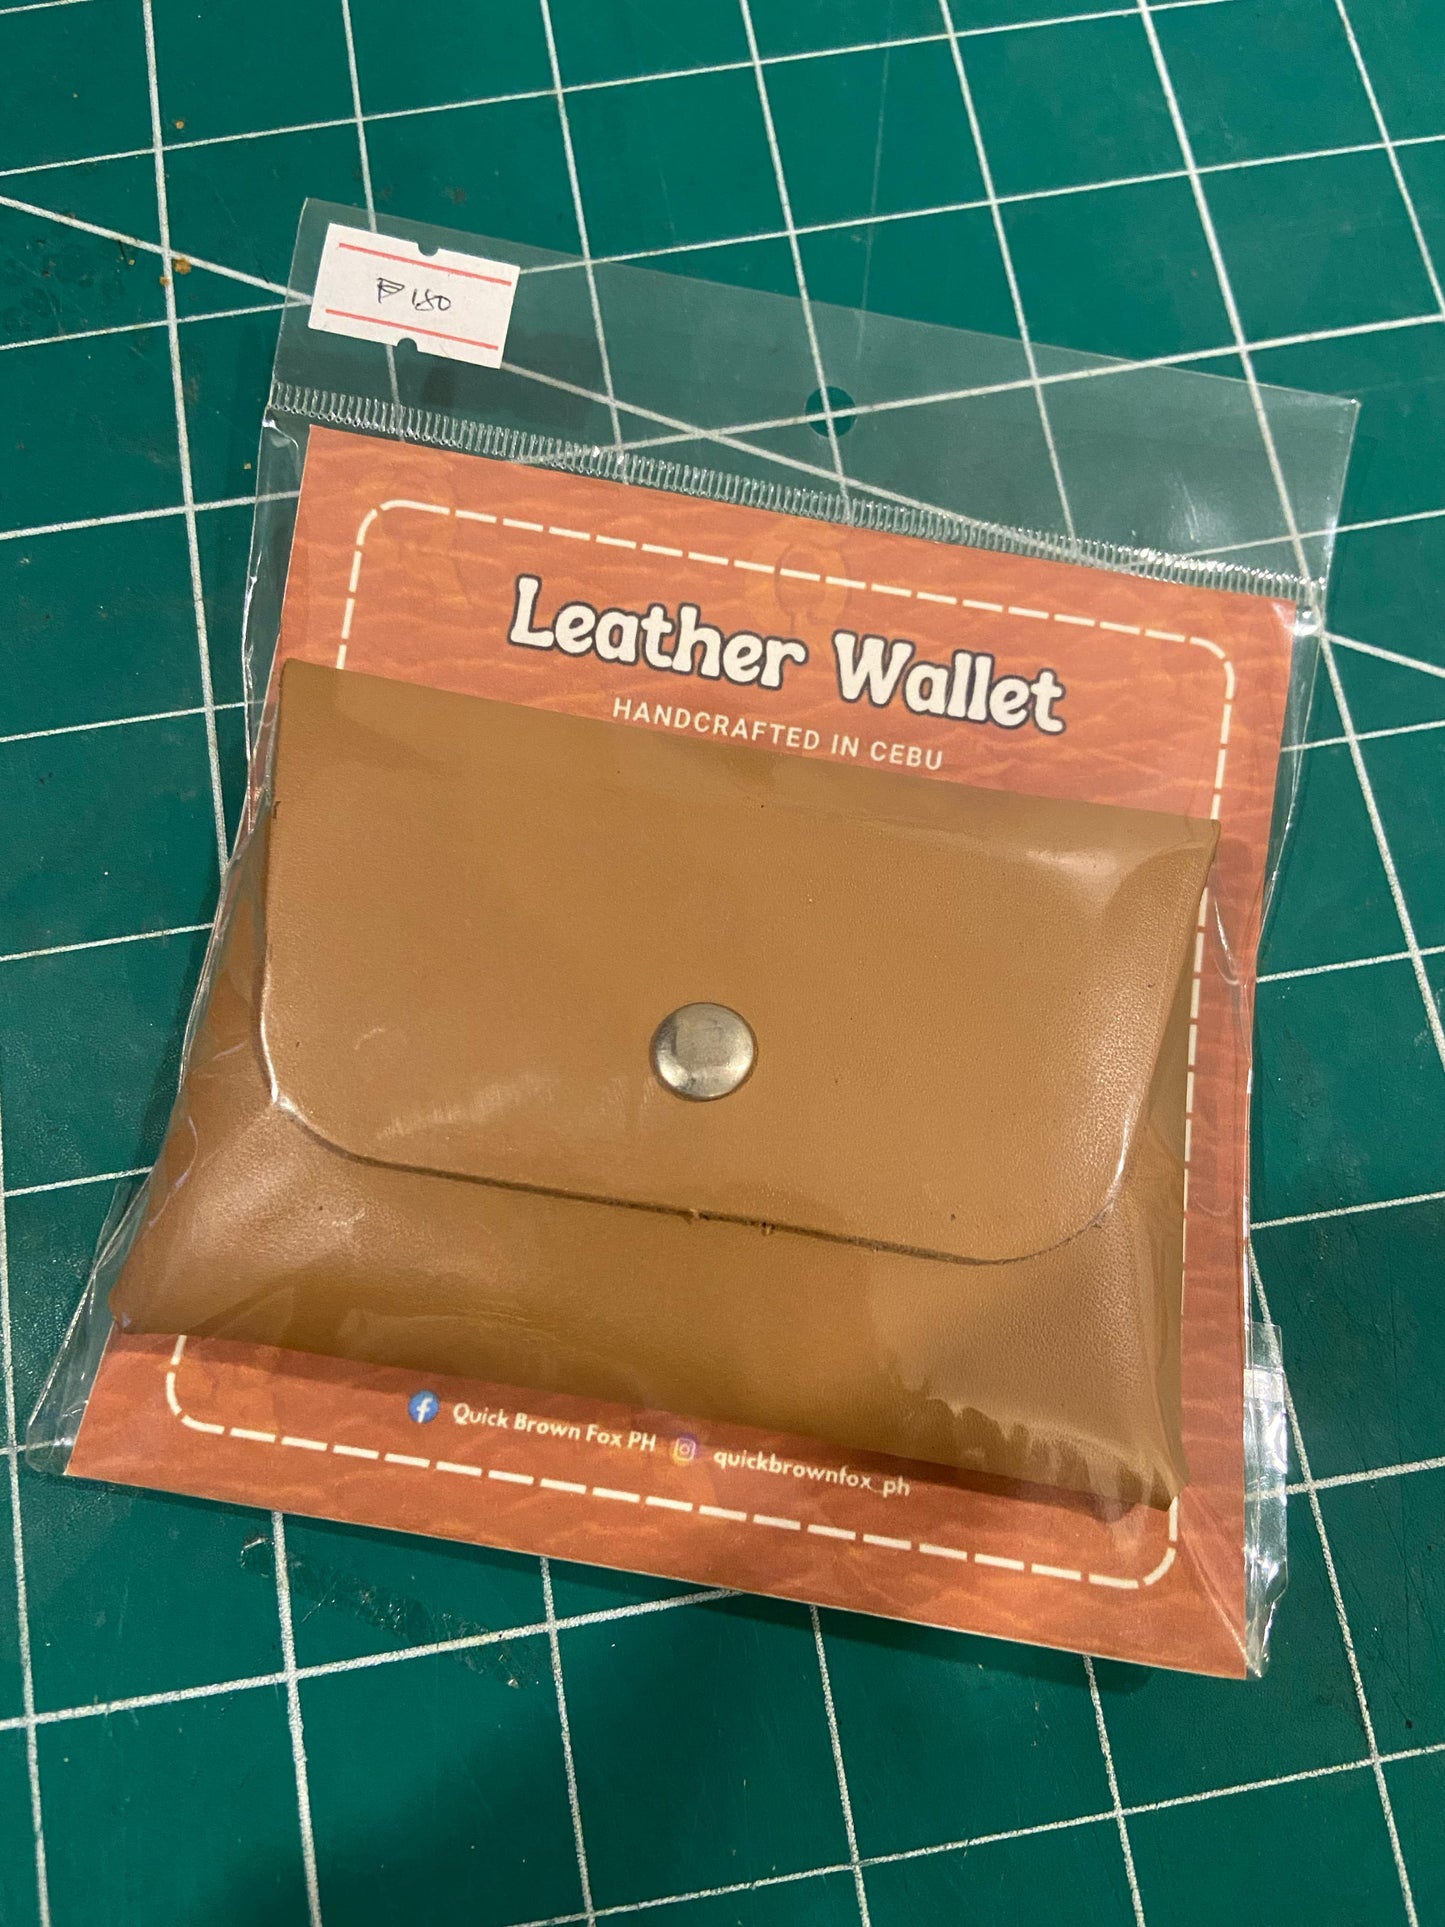 ₱180
Leather Wallet
HANDCRAFTED IN CEBU
Quick Brown Fox PH quickbrownfox_ph